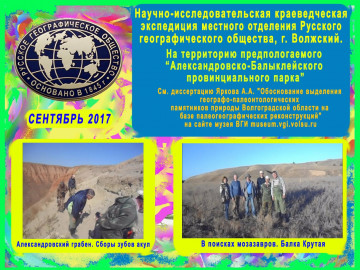 РУССКОЕ ГЕОГРАФИЧЕСКОЕ ОБЩЕСТВО
ОСНОВАНО В 1845 Г.
СЕНТЯБРЬ 2017
Научно-исследовательская краеведческая
экспедиция местного отделения Русского
географического общества, г. Волжский.
На территорию предпологаемого
"Александровско-Балыклейского
провинциального парка"
См. диссертацию Яркова А.А. "Обоснование выделения
географо-палеонтологических
памятников природы Волгоградской области на
базе палеогеографических реконструкций"
на сайте музея ВГИ museum.vgi.volsu.ru
Александровский грабен. Сборы зубов акул
В поисках мозазавров. Балка Крутая